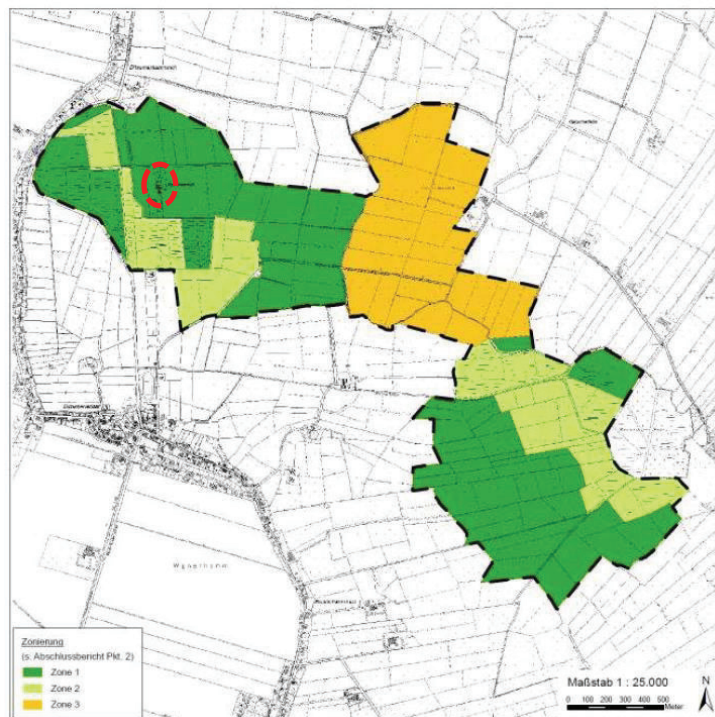 Wynerhamm
Zonierung
(s. Abschlussbericht Pkt. 2)
Zone 1
Zone 2
Zone 3
Maßstab 1 : 25.000
N
0 100 200 300 400 500
Meter